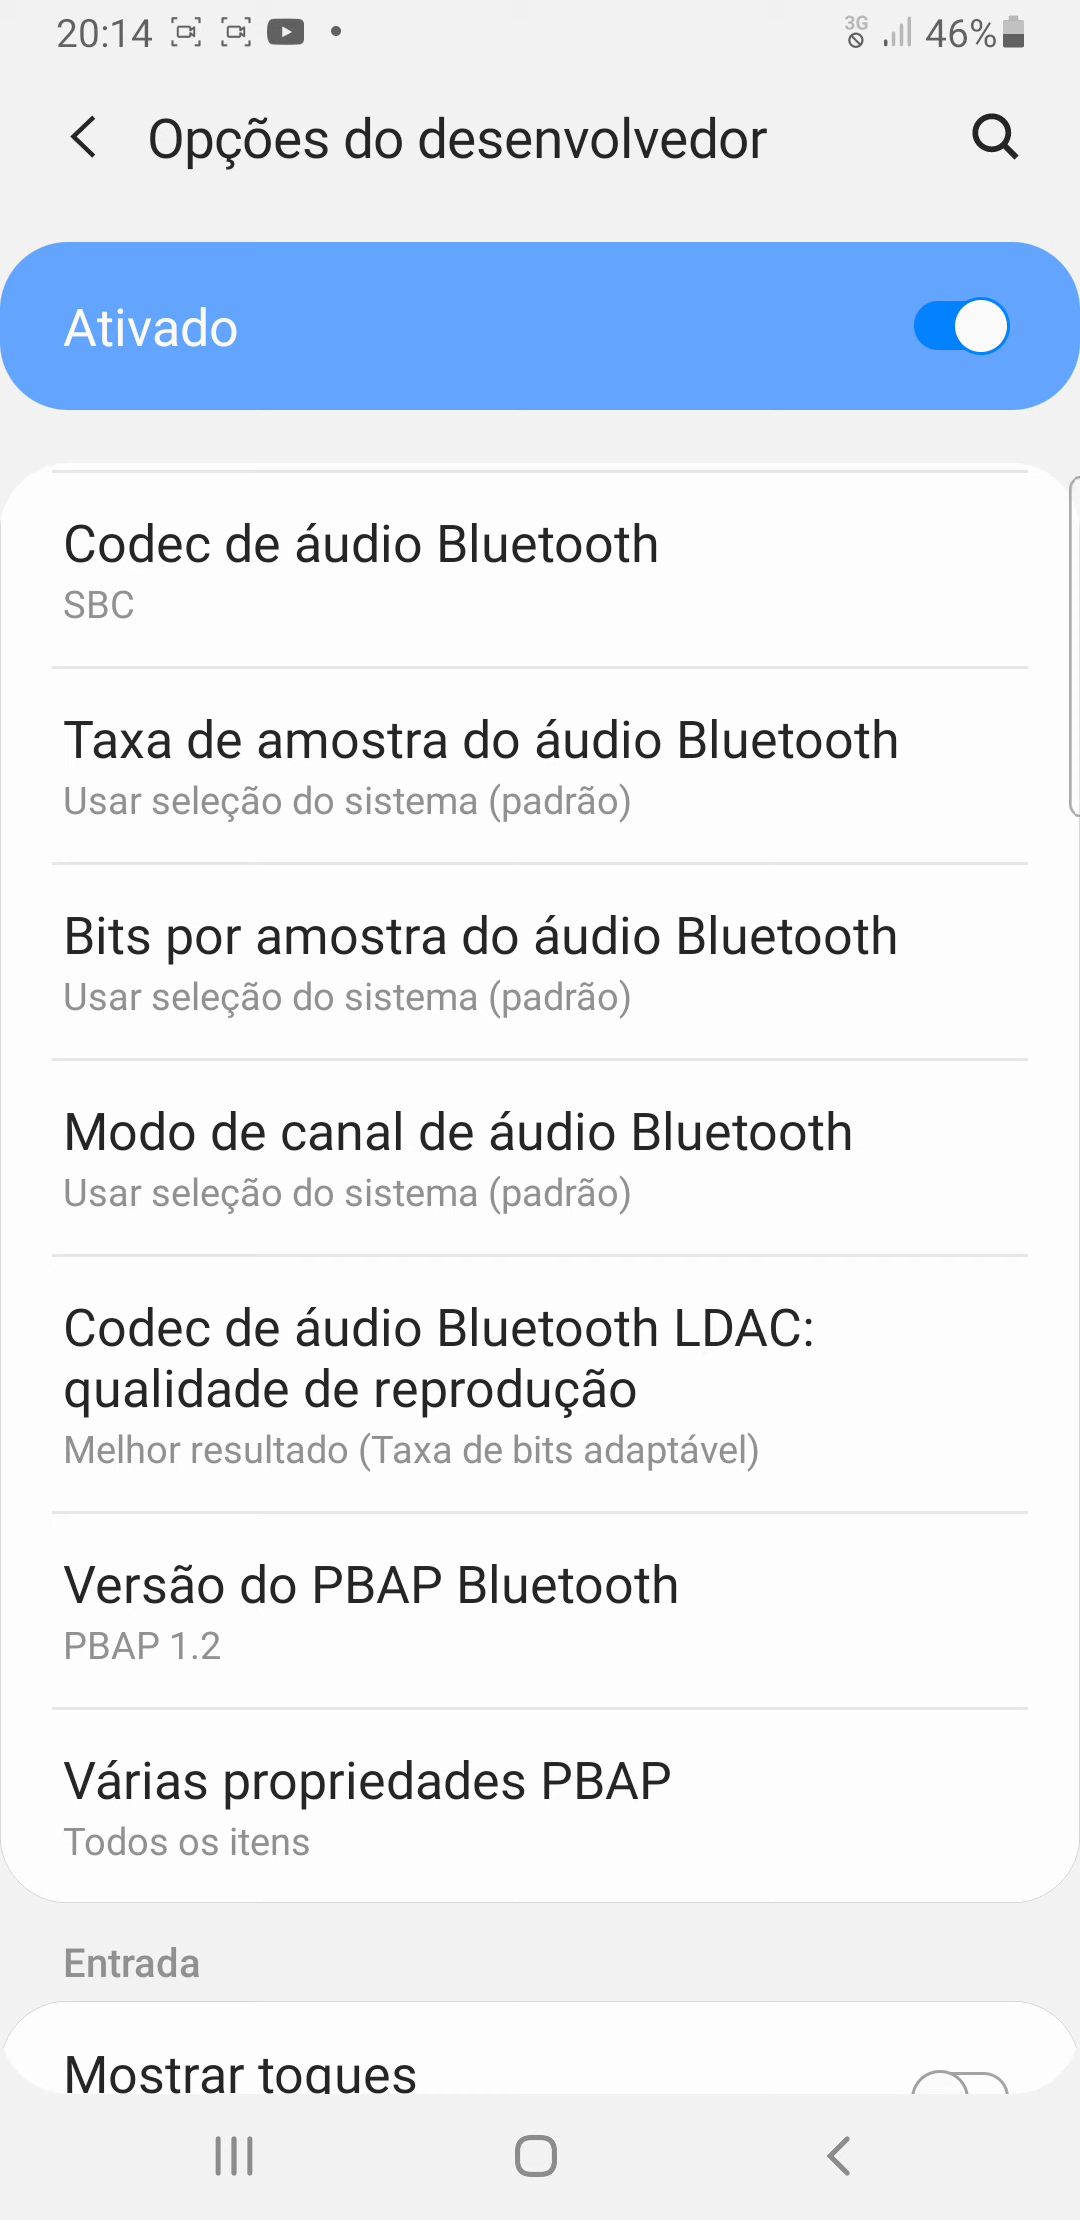 20:14
3G
46%
Opções do desenvolvedor
Ativado
Codec de áudio Bluetooth
SBC
Taxa de amostra do áudio Bluetooth
Usar seleção do sistema (padrão)
Bits por amostra do áudio Bluetooth
Usar seleção do sistema (padrão)
Modo de canal de áudio Bluetooth
Usar seleção do sistema (padrão)
Codec de áudio Bluetooth LDAC:
qualidade de reprodução
Melhor resultado (Taxa de bits adaptável)
Versão do PBAP Bluetooth
PBAP 1.2
Várias propriedades PBAP
Todos os itens
Entrada
Mostrar toques